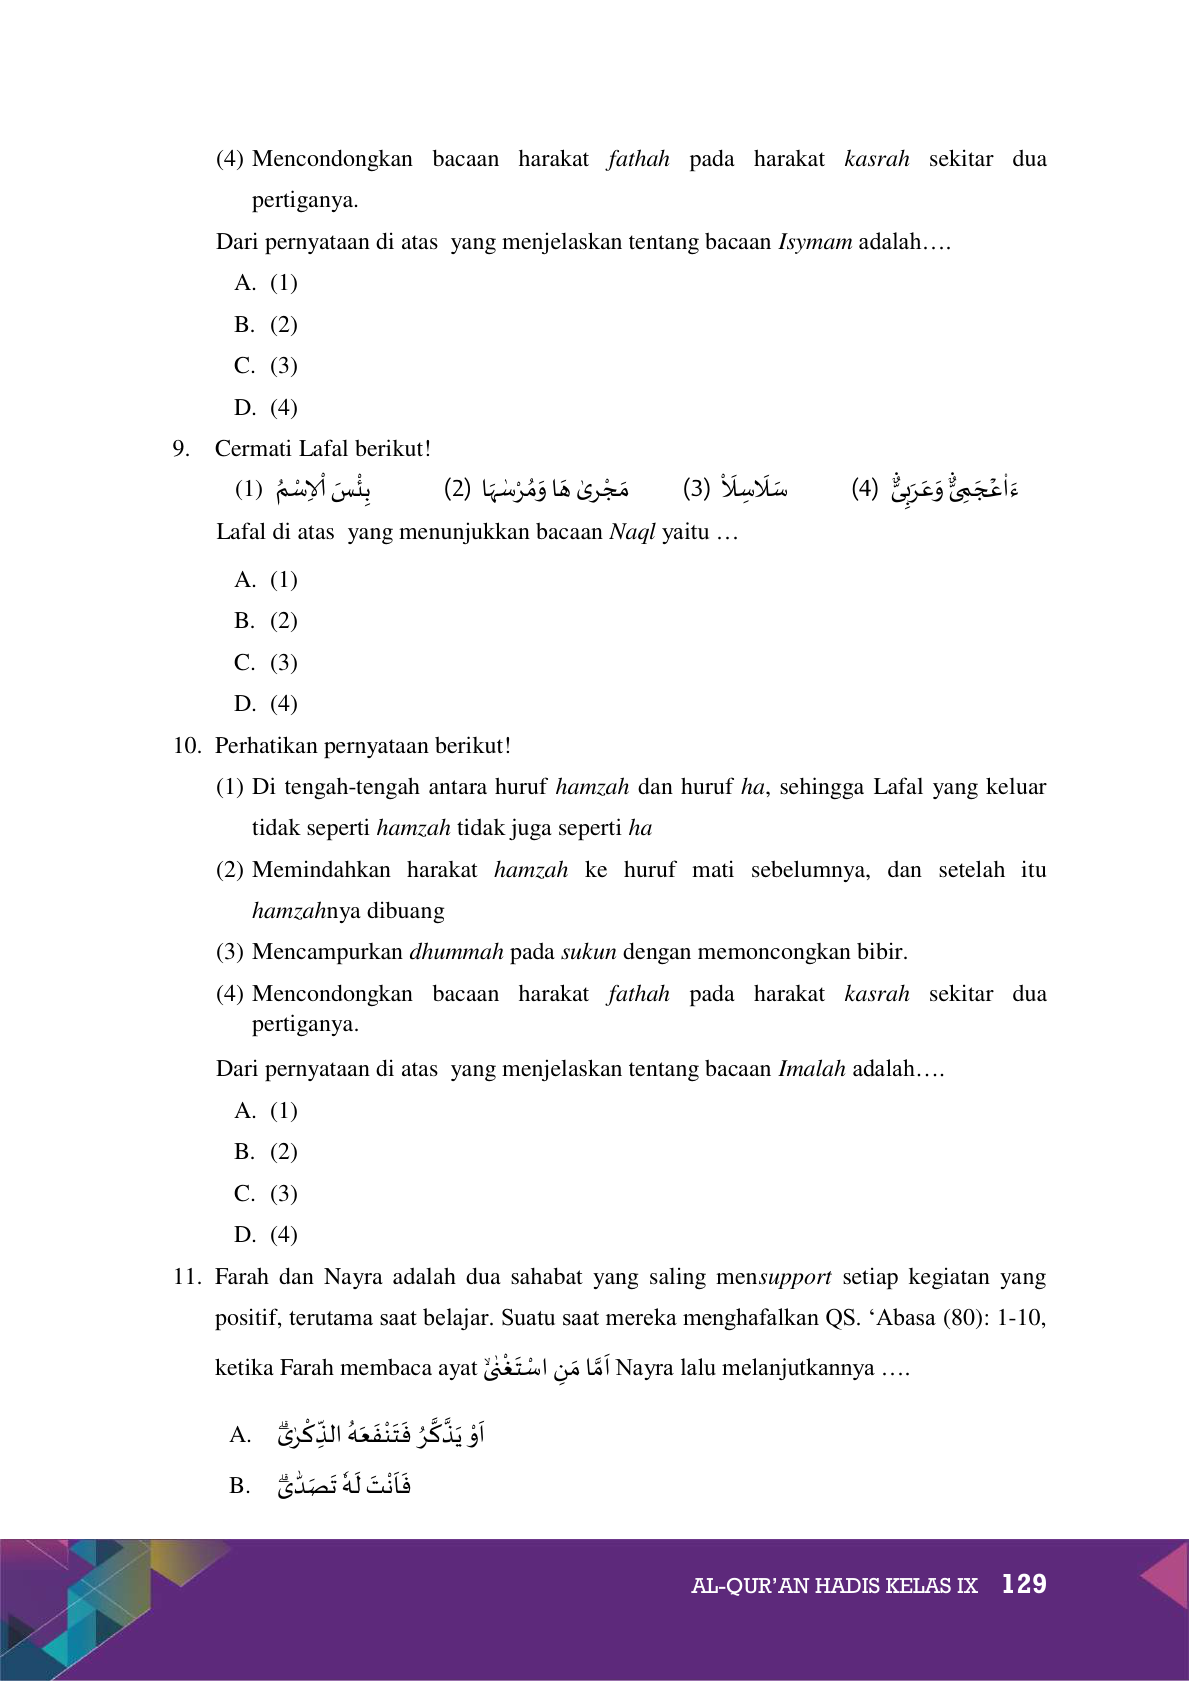 (4) Mencondongkan bacaan harakat fathah pada harakat kasrah sekitar dua
pertiganya.
Dari pernyataan di atas yang menjelaskan tentang bacaan Isymam adalah….
A. (1)
B. (2)
C. (3)
D. (4)
9. Cermati Lafal berikut!
(1) بِئْسَ ٱلِاسْمُ (2) مَجْرىٰ هَا وَمُرْسٰىهَا (3) سَلَاسِلَاْ (4) ءَا۬عْجَمِىٌّۗ وَعَرَبِىٌّۗ
Lafal di atas yang menunjukkan bacaan Naql yaitu …
A. (1)
B. (2)
C. (3)
D. (4)
10. Perhatikan pernyataan berikut!
(1) Di tengah-tengah antara huruf hamzah dan huruf ha, sehingga Lafal yang keluar
tidak seperti hamzah tidak juga seperti ha
(2) Memindahkan harakat hamzah ke huruf mati sebelumnya, dan setelah itu
hamzahnya dibuang
(3) Mencampurkan dhummah pada sukun dengan memoncongkan bibir.
(4) Mencondongkan bacaan harakat fathah pada harakat kasrah sekitar dua
pertiganya.
Dari pernyataan di atas yang menjelaskan tentang bacaan Imalah adalah….
A. (1)
B. (2)
C. (3)
D. (4)
11. Farah dan Nayra adalah dua sahabat yang saling mensupport setiap kegiatan yang
positif, terutama saat belajar. Suatu saat mereka menghafalkan QS. ‘Abasa (80): 1-10,
ketika Farah membaca ayat اَمَّا مَنِ اسْتَغْنٰىۙ Nayra lalu melanjutkannya ….
A. اَوْ يَذَّكَّرُ فَتَنْفَعَهُ الذِّكْرٰىۗ
B. فَاَنْتَ لَهٗ تَصَدّٰىۗ
AL-QUR’AN HADIS KELAS IX 129